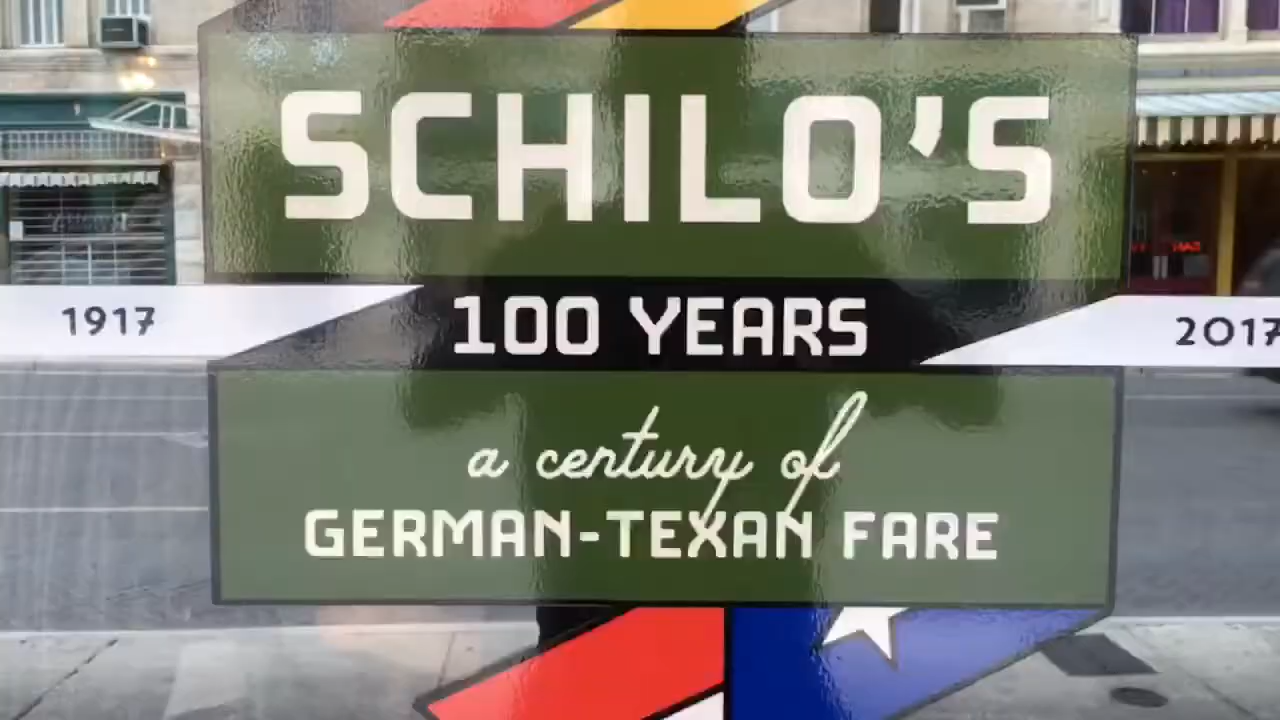 SCHILO'S
1917
100 YEARS
2017
a century of
GERMAN-TEXAN FARE